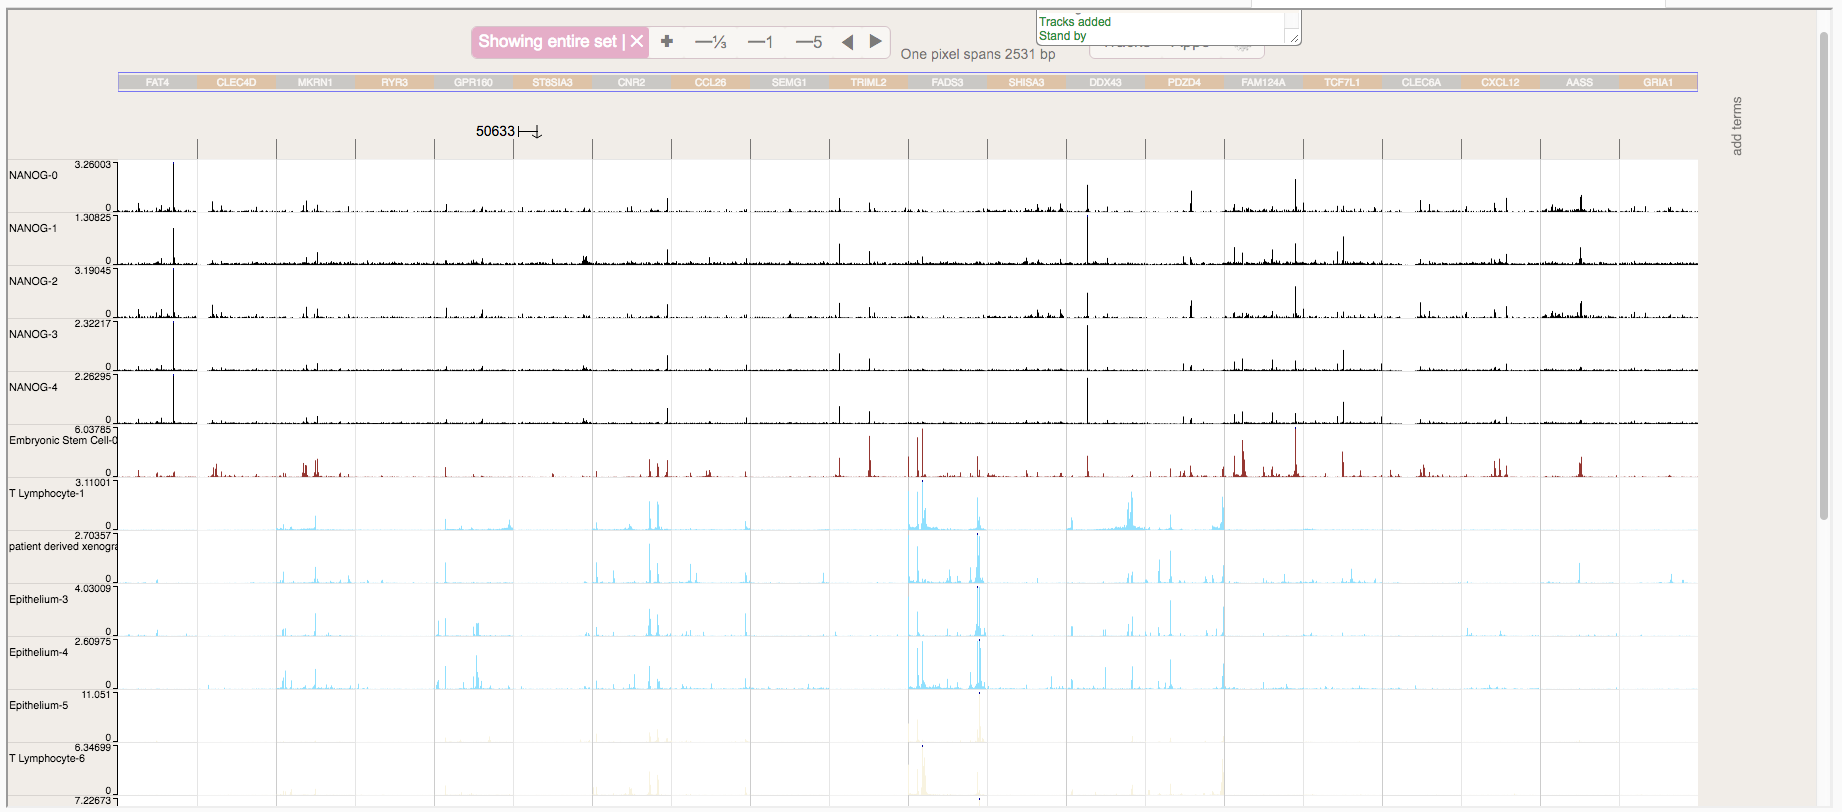 Tracks added
Stand by
Showing entire set | ✕ + —⅓ —1 —5 ◀ ▶
One pixel spans 2531 bp
FAT4 CLEC4D MKRN1 RYR3 GPR160 ST8SIA3 CNR2 CCL26 SEMG1 TRIML2 FADS3 SHISA3 DDX43 PDZD4 FAM124A TCF7L1 CLEC6A CXCL12 AASS GRIA1
add terms
50633
3.26003
NANOG-0
0
1.30825
NANOG-1
0
3.19045
NANOG-2
0
2.32217
NANOG-3
0
2.26295
NANOG-4
0
6.03785
Embryonic Stem Cell-0
0
3.11001
T Lymphocyte-1
0
2.70357
patient derived xenogra
0
4.03009
Epithelium-3
0
2.60975
Epithelium-4
0
11.051
Epithelium-5
0
6.34699
T Lymphocyte-6
0
7.22673